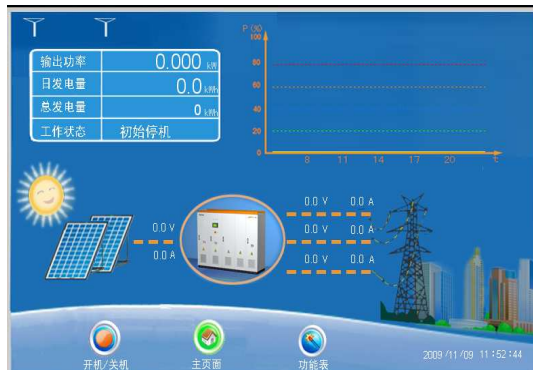 输出功率 0.000 kW
日发电量 0.0 kWh
总发电量 0 kWh
工作状态 初始停机
P (%)
100
80
60
40
20
0
8 11 14 17 20 t
0.0 V
0.0 A
0.0 V 0.0 A
0.0 V 0.0 A
0.0 V 0.0 A
开机/关机 主页面 功能表
2009 /11 /09 11:52:44